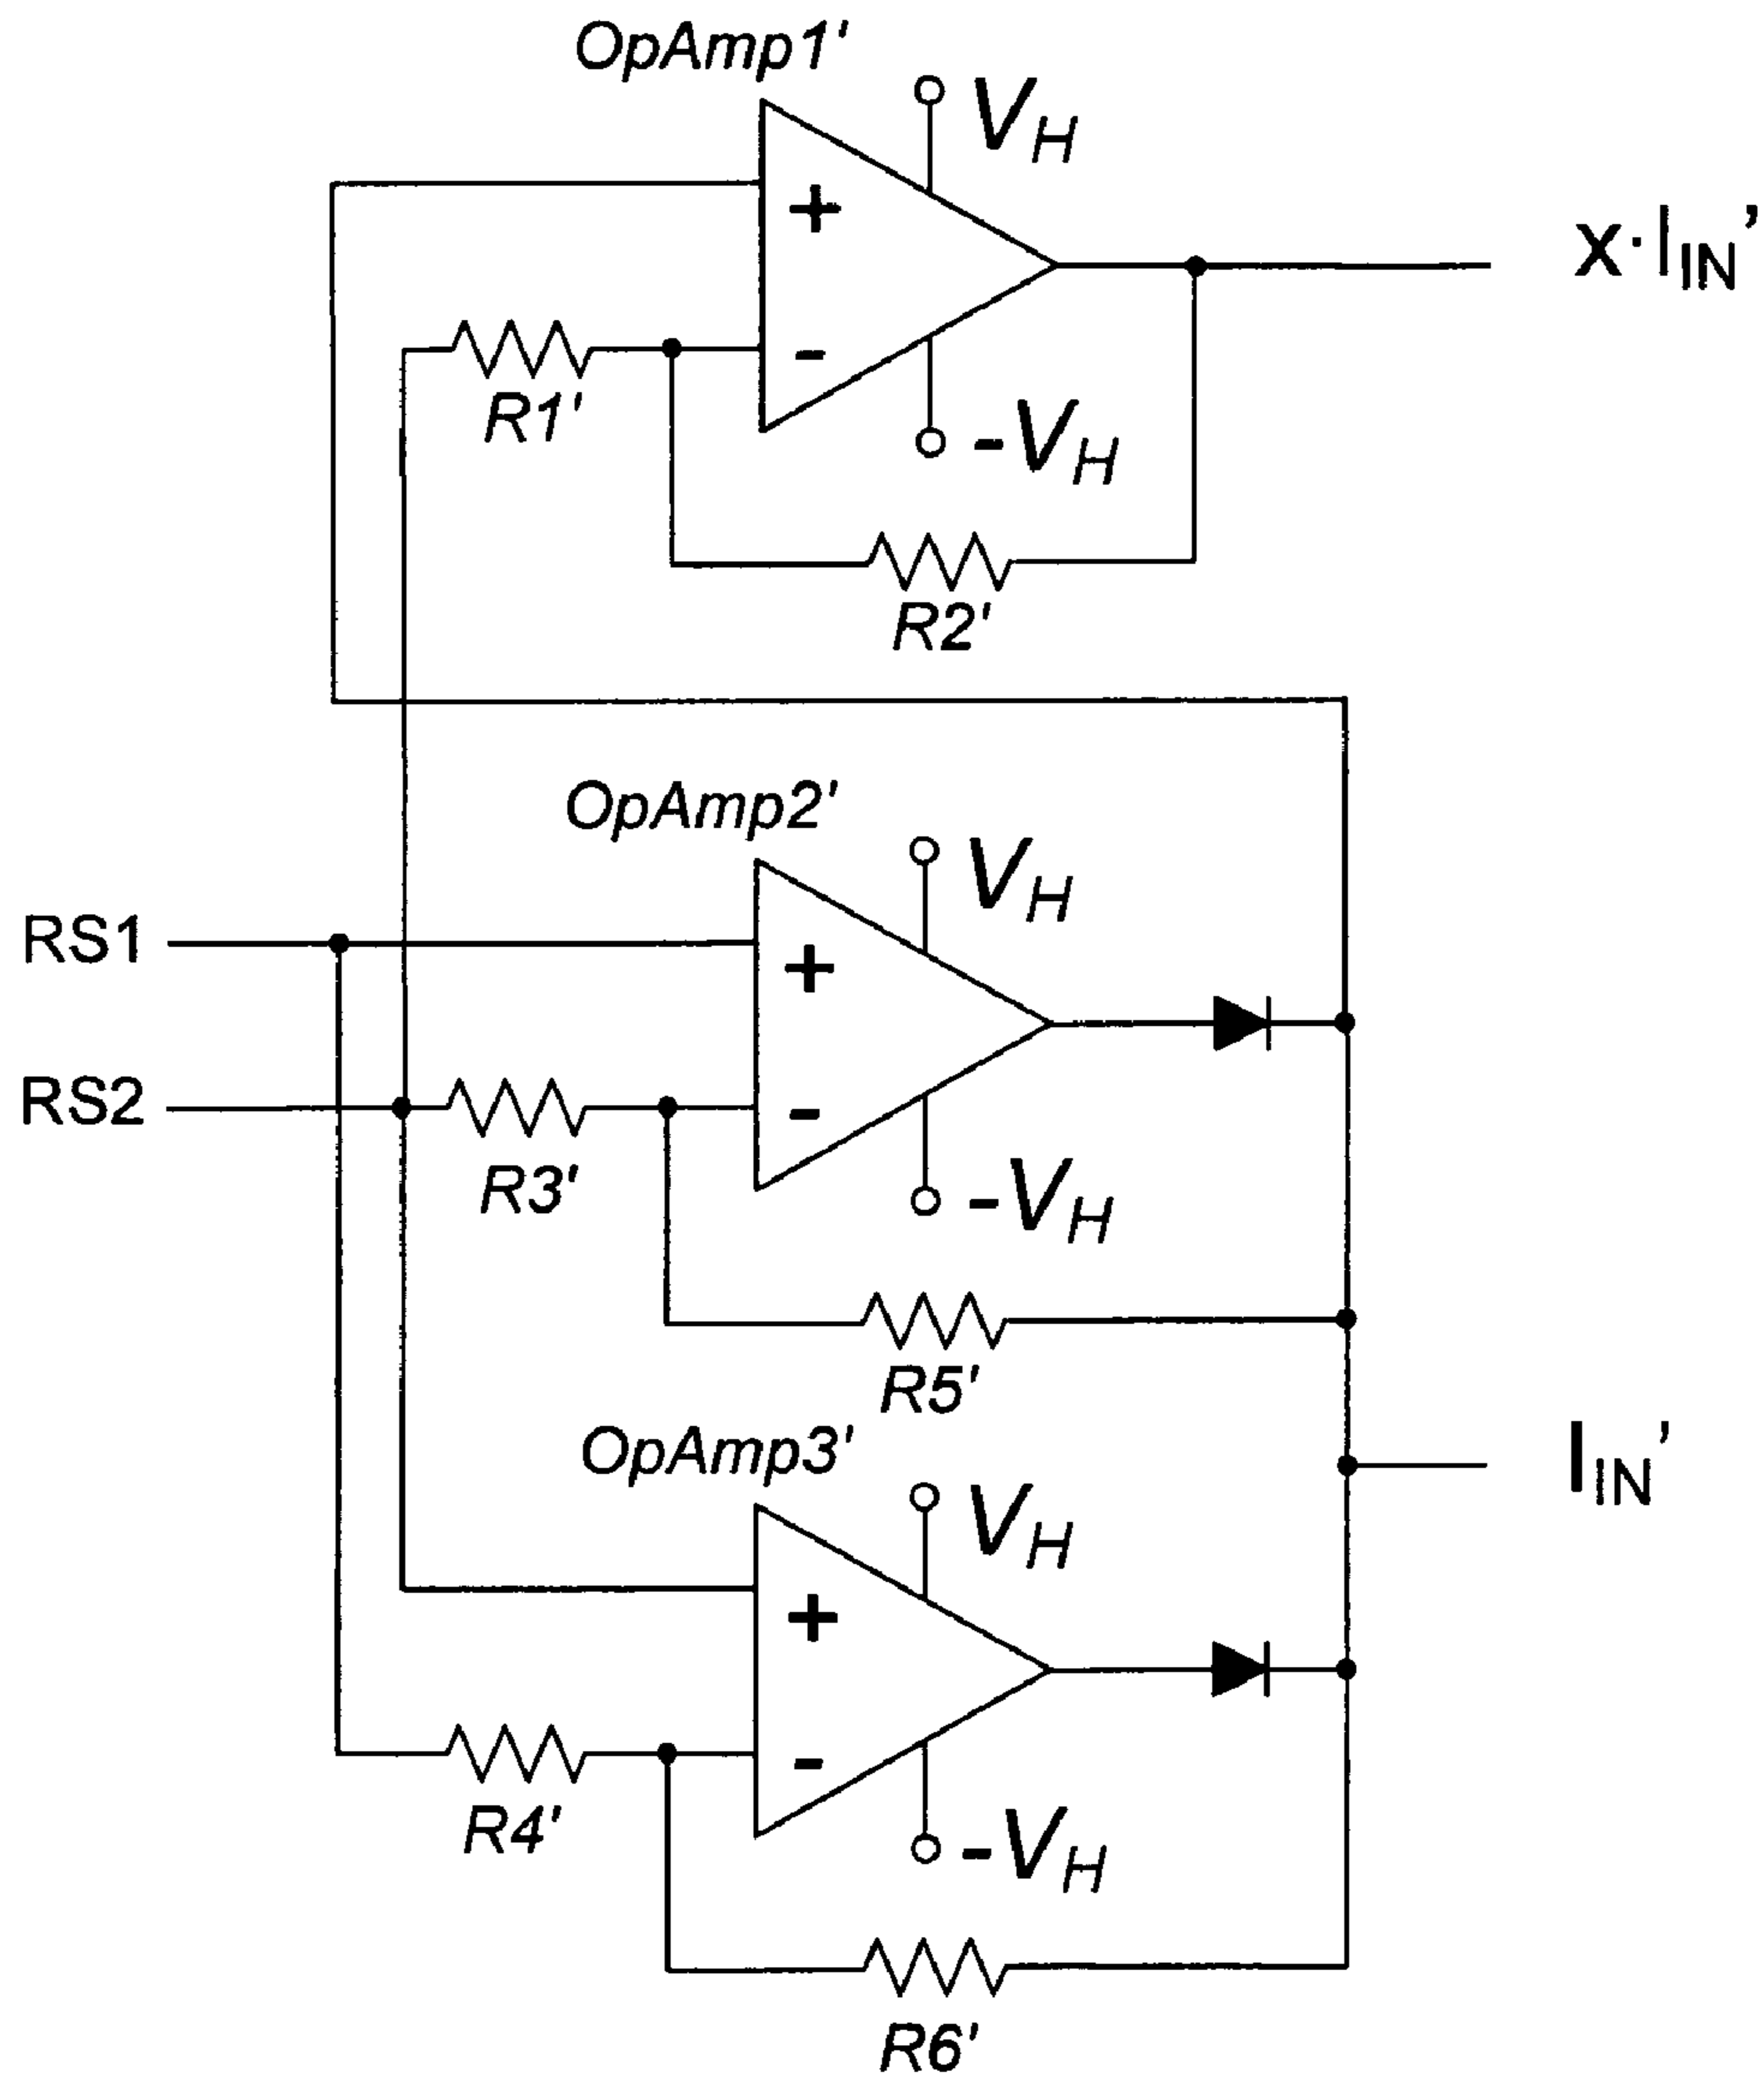 OpAmp1'
V_H
+
x·I_IN’
-
R1'
-V_H
R2'
OpAmp2'
V_H
RS1
+
RS2
-
R3'
-V_H
R5'
OpAmp3'
V_H
I_IN’
+
-
R4'
-V_H
R6'